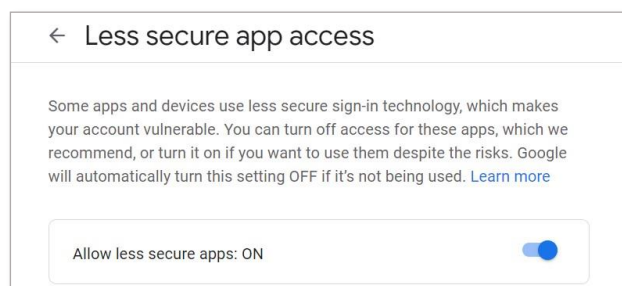 Less secure app access
Some apps and devices use less secure sign-in technology, which makes
your account vulnerable. You can turn off access for these apps, which we
recommend, or turn it on if you want to use them despite the risks. Google
will automatically turn this setting OFF if it's not being used. Learn more
Allow less secure apps: ON